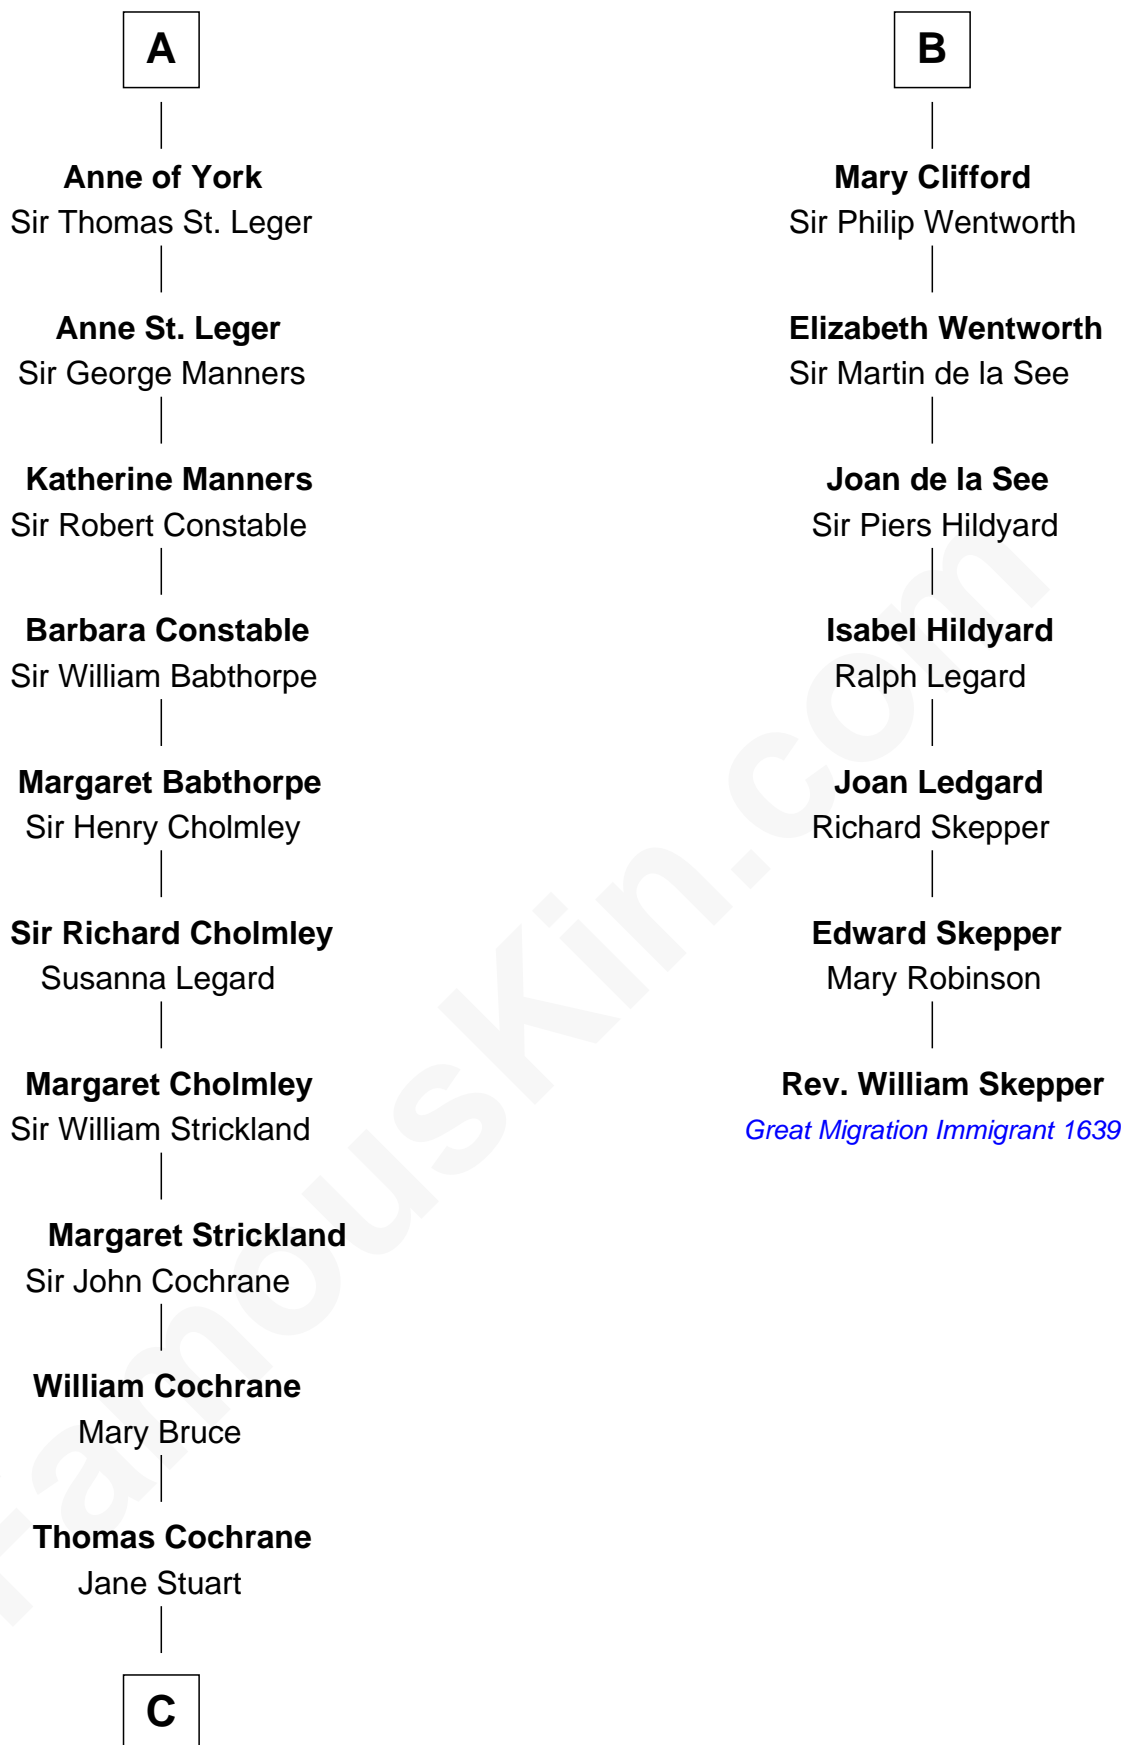 A
Anne of York
Sir Thomas St. Leger
Anne St. Leger
Sir George Manners
Katherine Manners
Sir Robert Constable
Barbara Constable
Sir William Babthorpe
Margaret Babthorpe
Sir Henry Cholmley
Sir Richard Cholmley
Susanna Legard
Margaret Cholmley
Sir William Strickland
Margaret Strickland
Sir John Cochrane
William Cochrane
Mary Bruce
Thomas Cochrane
Jane Stuart
C
B
Mary Clifford
Sir Philip Wentworth
Elizabeth Wentworth
Sir Martin de la See
Joan de la See
Sir Piers Hildyard
Isabel Hildyard
Ralph Legard
Joan Ledgard
Richard Skepper
Edward Skepper
Mary Robinson
Rev. William Skepper
Great Migration Immigrant 1639
FamousKin.com